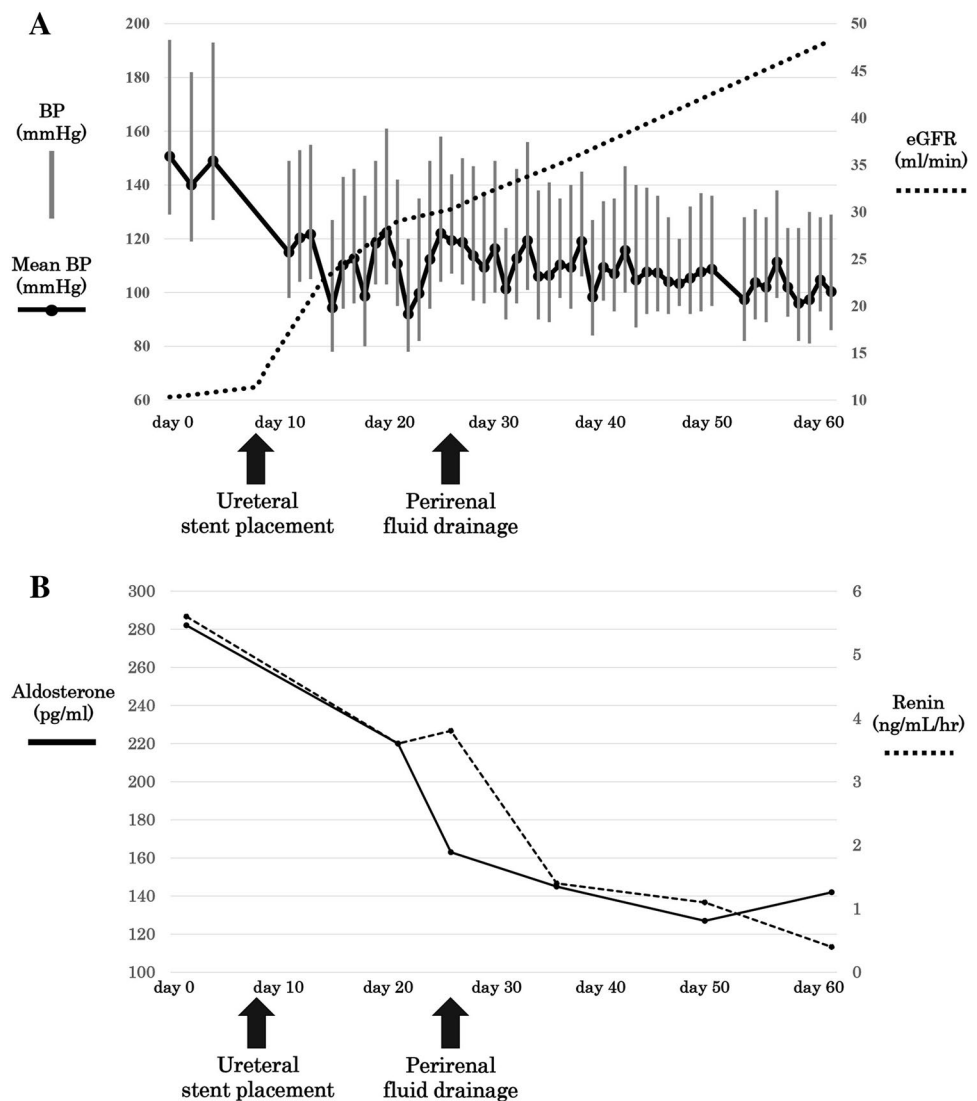 A
BP
(mmHg)
Mean BP
(mmHg)
200
180
160
140
120
100
80
60
50
45
40
35
30
25
20
15
10
eGFR
(ml/min)
day 0 day 10 day 20 day 30 day 40 day 50 day 60
Ureteral
stent placement
Perirenal
fluid drainage
B
Aldosterone
(pg/ml)
300
280
260
240
220
200
180
160
140
120
100
6
5
4
3
2
1
0
Renin
(ng/mL/hr)
day 0 day 10 day 20 day 30 day 40 day 50 day 60
Ureteral
stent placement
Perirenal
fluid drainage